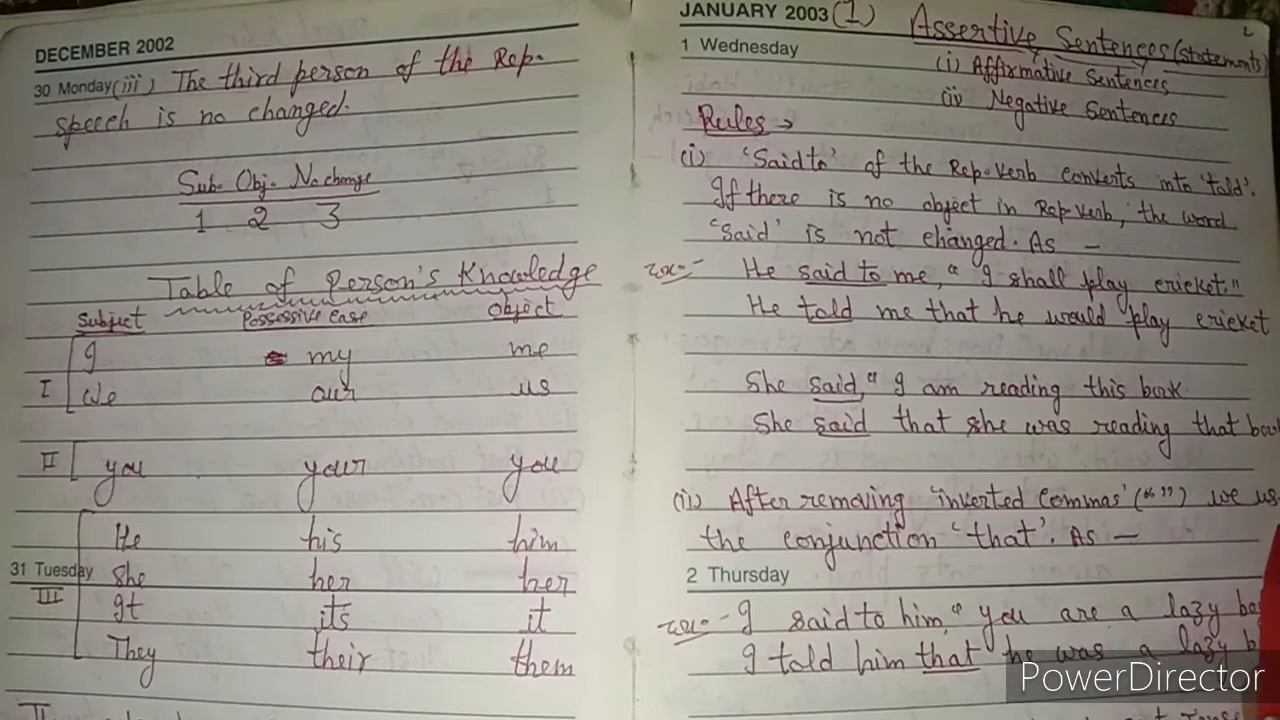 DECEMBER 2002
30 Monday (iii) The third person of the Rep.
speech is no changed.
Sub. Obj. No change
1 2 3
Table of Person's Knowledge
Subject Possessive case Object
I my me
I We our us
II you your you
He his him
31 Tuesday She her her
III It its it
They their them
JANUARY 2003 (1) Assertive Sentences (statements) 2
1 Wednesday (i) Affirmative Sentences
(ii) Negative Sentences
Rules →
(i) 'Said to' of the Rep. verb converts into 'told'.
If there is no object in Rep. verb, the word
'said' is not changed. As —
He said to me, "I shall play cricket."
He told me that he would play cricket
She said, "I am reading this book.
She said that she was reading that
(ii) After removing 'inverted commas' (" ") we
the conjunction 'that'. As —
2 Thursday
I said to him, "you are a lazy
I told him that he was a lazy
PowerDirector